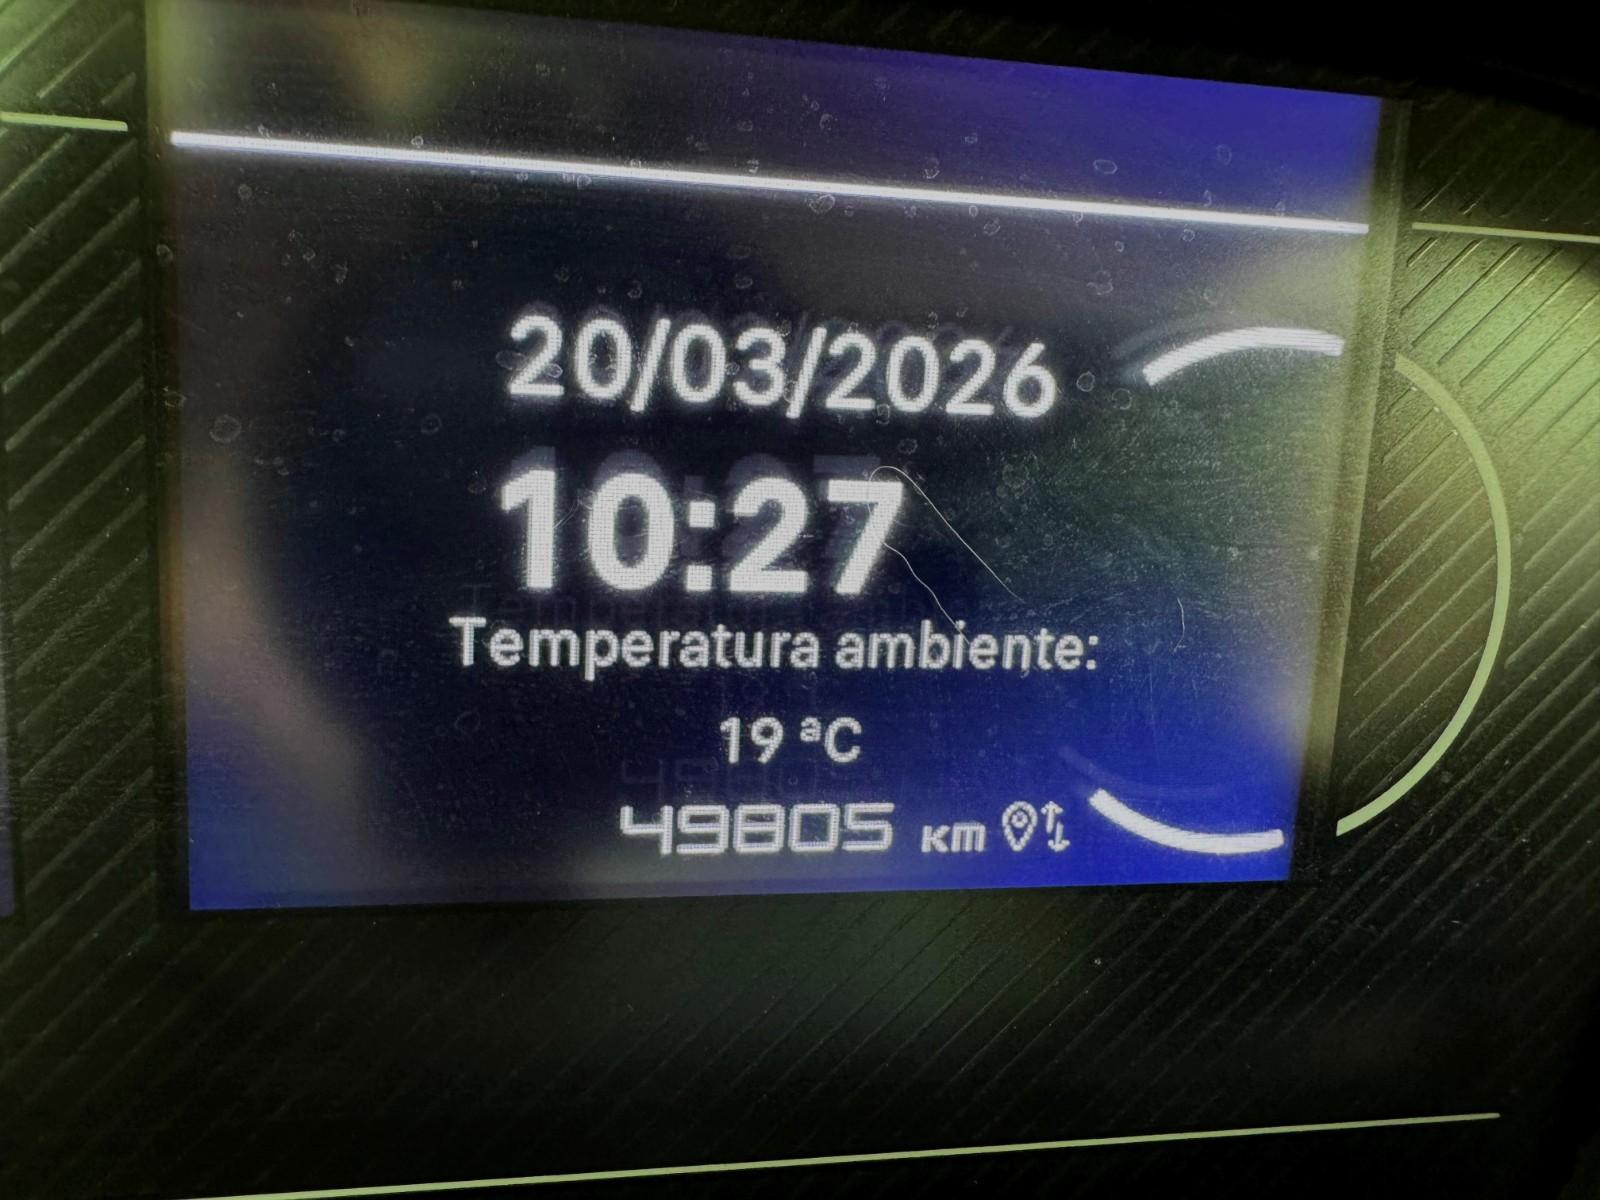 20/03/2026
10:27
Temperatura ambiente:
19 ªC
49805 km